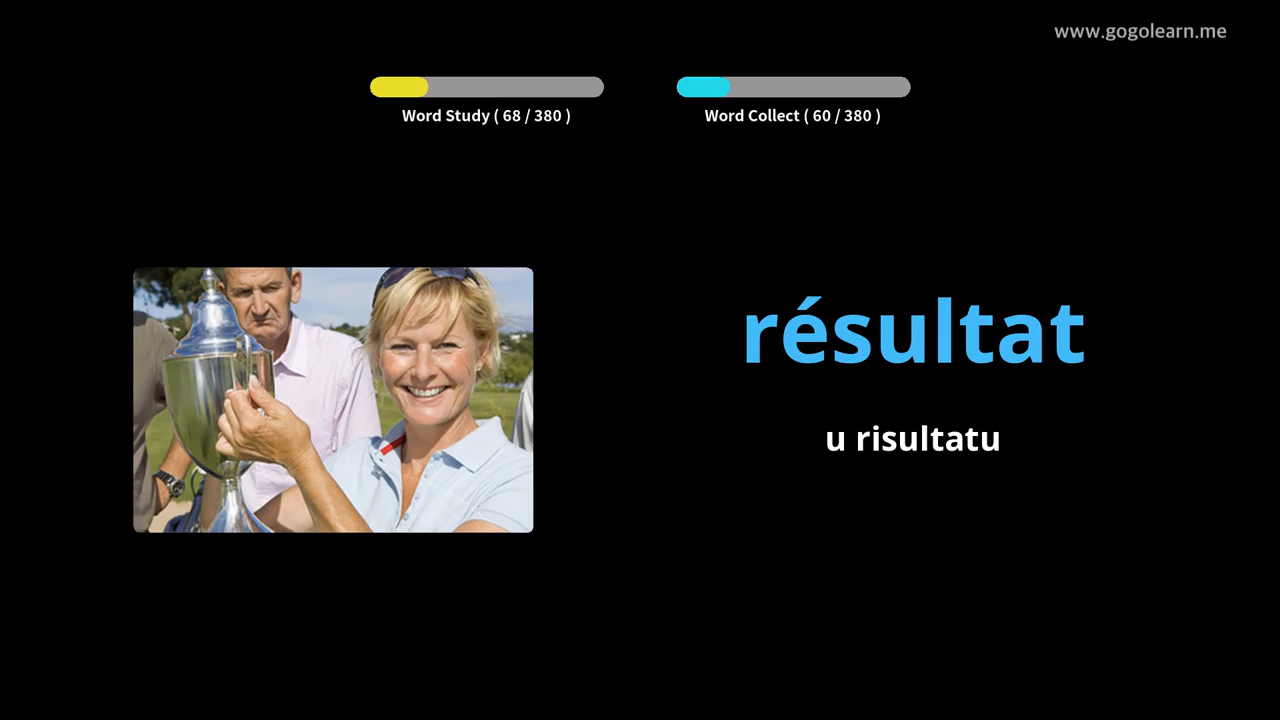 www.gogolearn.me
Word Study ( 68 / 380 )
Word Collect ( 60 / 380 )
résultat
u risultatu